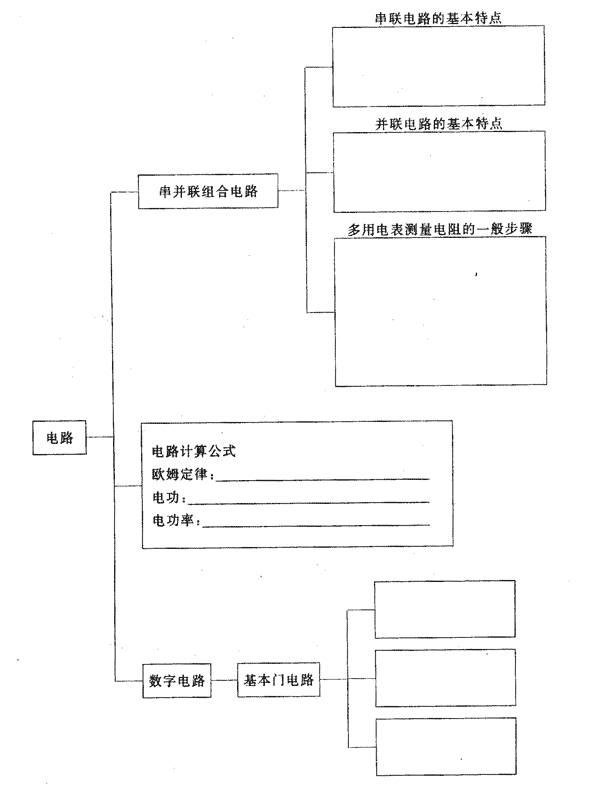 串联电路的基本特点
并联电路的基本特点
串并联组合电路
多用电表测量电阻的一般步骤
电路
电路计算公式
欧姆定律：
电功：
电功率：
数字电路
基本门电路